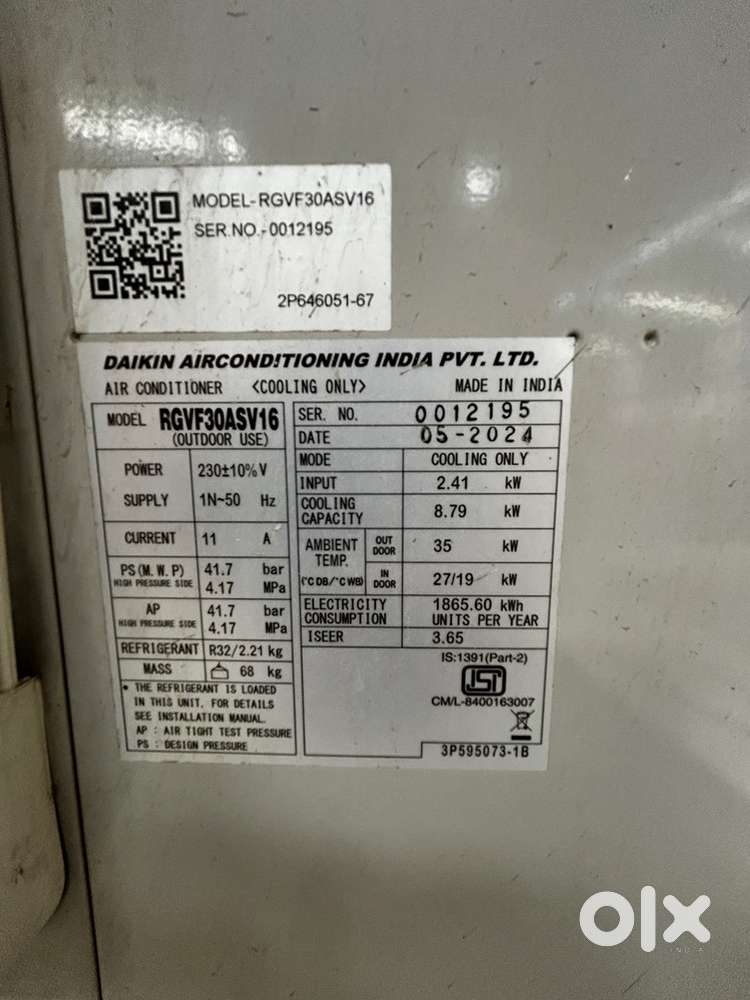 MODEL-RGVF30ASV16
SER.NO.-0012195
2P646051-67
DAIKIN AIRCONDITIONING INDIA PVT. LTD.
AIR CONDITIONER <COOLING ONLY> MADE IN INDIA
MODEL RGVF30ASV16
(OUTDOOR USE)
POWER SUPPLY 230±10% V
1N~50 Hz
CURRENT 11 A
PS(M.W.P) 41.7 bar
HIGH PRESSURE SIDE 4.17 MPa
AP 41.7 bar
HIGH PRESSURE SIDE 4.17 MPa
REFRIGERANT R32/2.21 kg
MASS 68 kg
* THE REFRIGERANT IS LOADED
IN THIS UNIT. FOR DETAILS
SEE INSTALLATION MANUAL.
AP : AIR TIGHT TEST PRESSURE
PS : DESIGN PRESSURE
SER. NO. 0012195
DATE 05-2024
MODE COOLING ONLY
INPUT 2.41 kW
COOLING CAPACITY 8.79 kW
AMBIENT TEMP. (°C DB/°C WB) OUT DOOR 35 kW
IN DOOR 27/19 kW
ELECTRICITY CONSUMPTION 1865.60 kWh
UNITS PER YEAR
ISEER 3.65
IS:1391(Part-2)
ISI
CM/L-8400163007
3P595073-1B
olx
INDIA